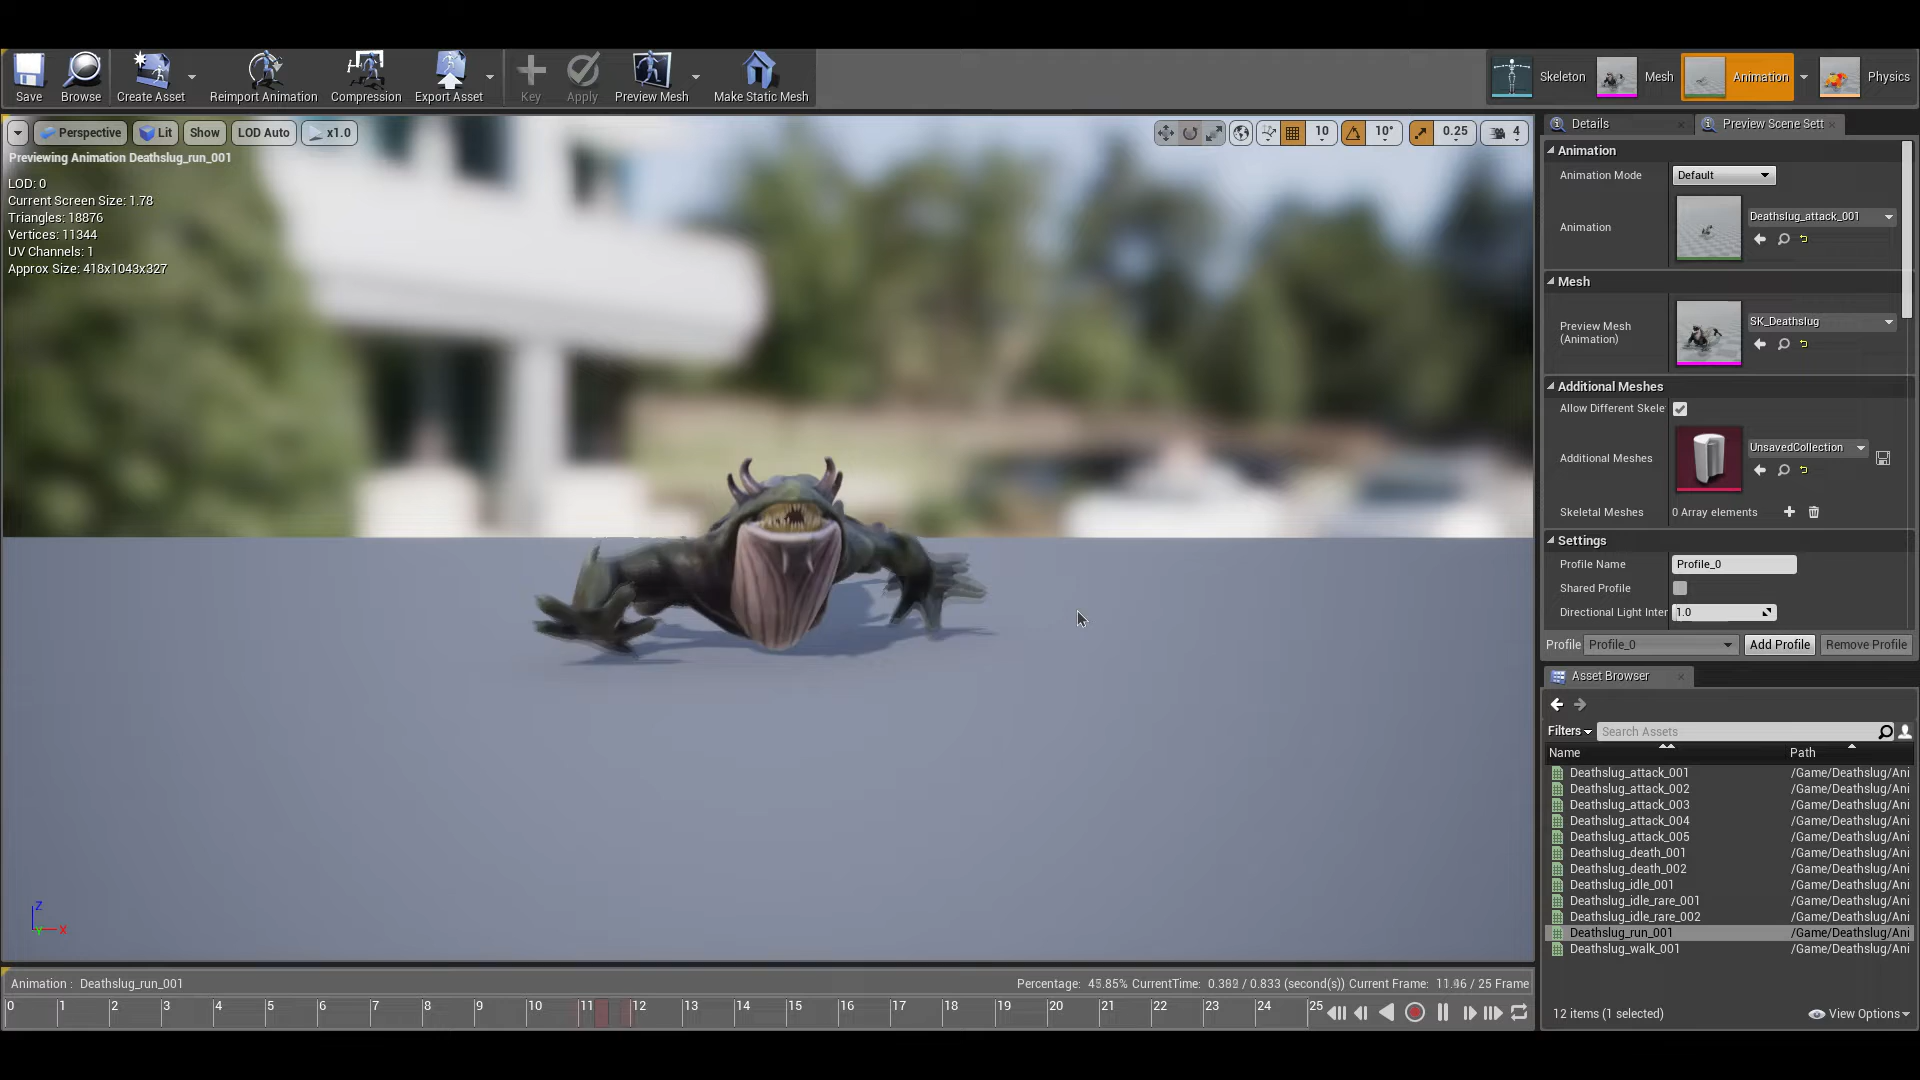 Save
Browse
Create Asset
Reimport Animation
Compression
Export Asset
Key
Apply
Preview Mesh
Make Static Mesh
Skeleton
Mesh
Animation
Physics
Perspective
Lit
Show
LOD Auto
x1.0
10
10°
0.25
4
Previewing Animation Deathslug_run_001
LOD: 0
Current Screen Size: 1.78
Triangles: 18876
Vertices: 11344
UV Channels: 1
Approx Size: 418x1043x327
Z
Y
X
Details
Preview Scene Sett
Animation
Animation Mode
Default
Animation
Deathslug_attack_001
Mesh
Preview Mesh
(Animation)
SK_Deathslug
Additional Meshes
Allow Different Skele
Additional Meshes
UnsavedCollection
Skeletal Meshes
0 Array elements
Settings
Profile Name
Profile_0
Shared Profile
Directional Light Inter
1.0
Profile
Profile_0
Add Profile
Remove Profile
Asset Browser
Filters
Search Assets
Name
Path
Deathslug_attack_001 /Game/Deathslug/Ani
Deathslug_attack_002 /Game/Deathslug/Ani
Deathslug_attack_003 /Game/Deathslug/Ani
Deathslug_attack_004 /Game/Deathslug/Ani
Deathslug_attack_005 /Game/Deathslug/Ani
Deathslug_death_001 /Game/Deathslug/Ani
Deathslug_death_002 /Game/Deathslug/Ani
Deathslug_idle_001 /Game/Deathslug/Ani
Deathslug_idle_rare_001 /Game/Deathslug/Ani
Deathslug_idle_rare_002 /Game/Deathslug/Ani
Deathslug_run_001 /Game/Deathslug/Ani
Deathslug_walk_001 /Game/Deathslug/Ani
12 items (1 selected)
View Options
Animation : Deathslug_run_001
Percentage: CurrentTime: / 0.833 (second(s)) Current Frame: / 25 Frame
0 1 2 3 4 5 6 7 8 9 10 11 12 13 14 15 16 17 18 19 20 21 22 23 24 25